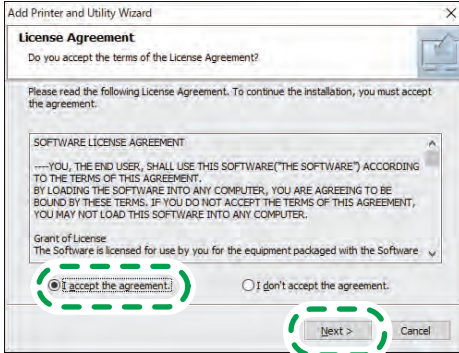 Add Printer and Utility Wizard
License Agreement
Do you accept the terms of the License Agreement?
Please read the following License Agreement. To continue the installation, you must accept
the agreement.
SOFTWARE LICENSE AGREEMENT
----YOU, THE END USER, SHALL USE THIS SOFTWARE("THE SOFTWARE") ACCORDING
TO THE TERMS OF THIS AGREEMENT.
BY LOADING THE SOFTWARE INTO ANY COMPUTER, YOU ARE AGREEING TO BE
BOUND BY THESE TERMS. IF YOU DO NOT ACCEPT THE TERMS OF THIS AGREEMENT,
YOU MAY NOT LOAD THIS SOFTWARE INTO ANY COMPUTER.
Grant of License
The Software is licensed for use by you for the equipment packaged with the Software
I accept the agreement. I don't accept the agreement.
Next > Cancel